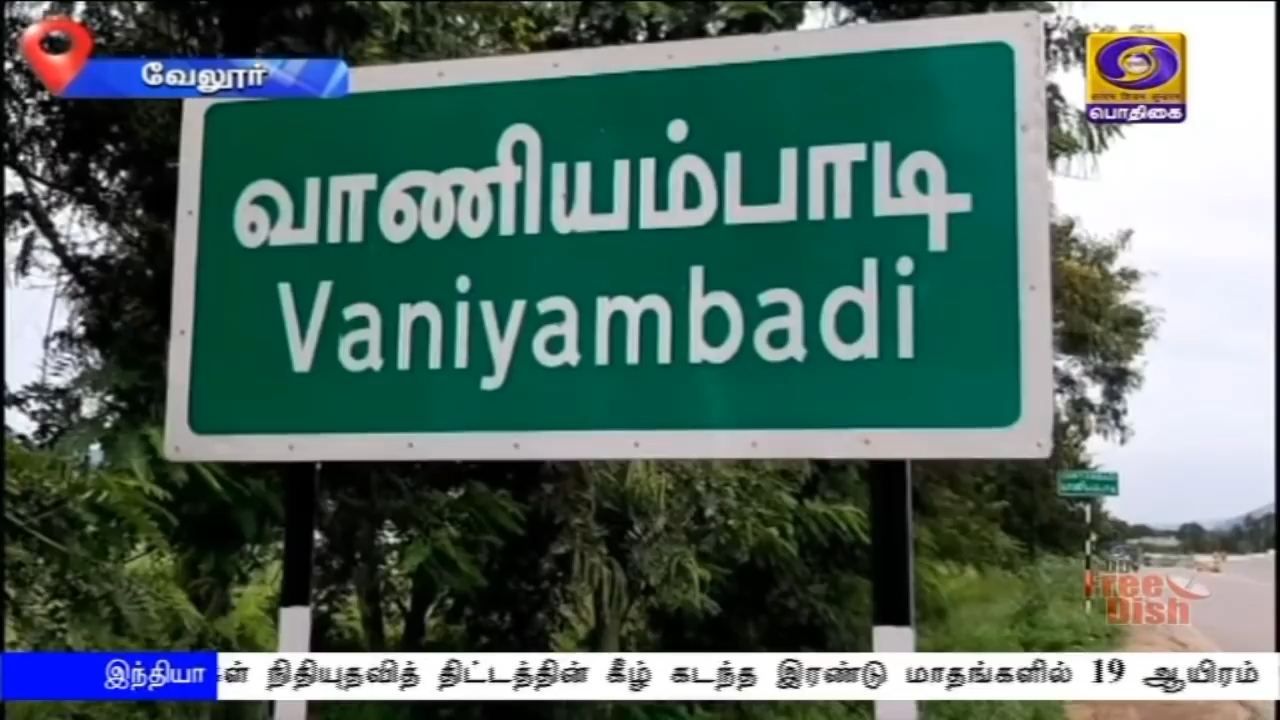 வேலூர்
பொதிகை
வாணியம்பாடி
Vaniyambadi
Free
Dish
இந்தியா
நிதியுதவித் திட்டத்தின் கீழ் கடந்த இரண்டு மாதங்களில் 19 ஆயிரம்